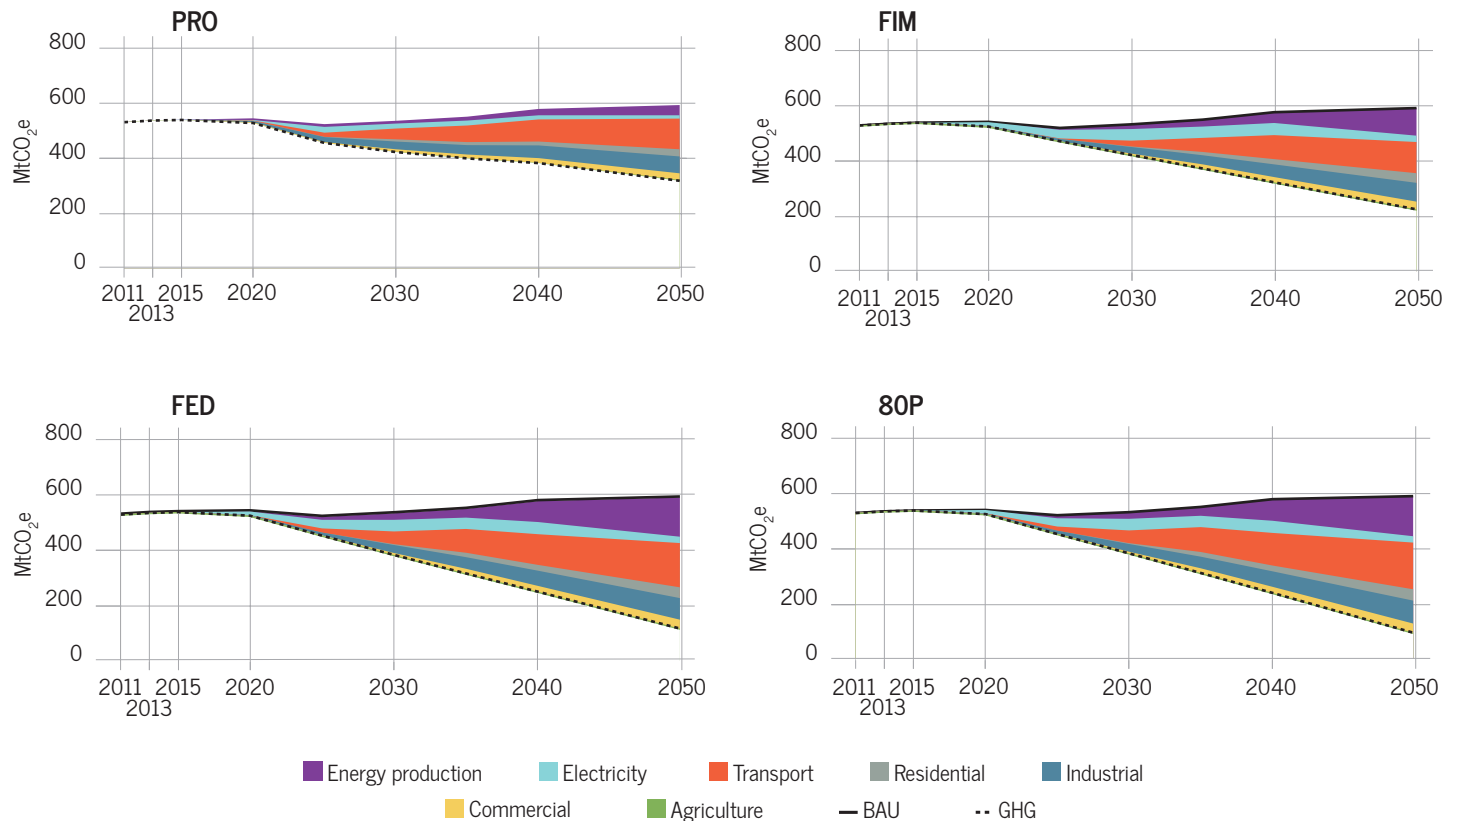 PRO
800
600
400
200
0
MtCO2e
2011 2015 2020 2030 2040 2050
2013
FIM
800
600
400
200
0
MtCO2e
2011 2015 2020 2030 2040 2050
2013
FED
800
600
400
200
0
MtCO2e
2011 2015 2020 2030 2040 2050
2013
80P
800
600
400
200
0
MtCO2e
2011 2015 2020 2030 2040 2050
2013
Energy production Electricity Transport Residential Industrial
Commercial Agriculture BAU GHG